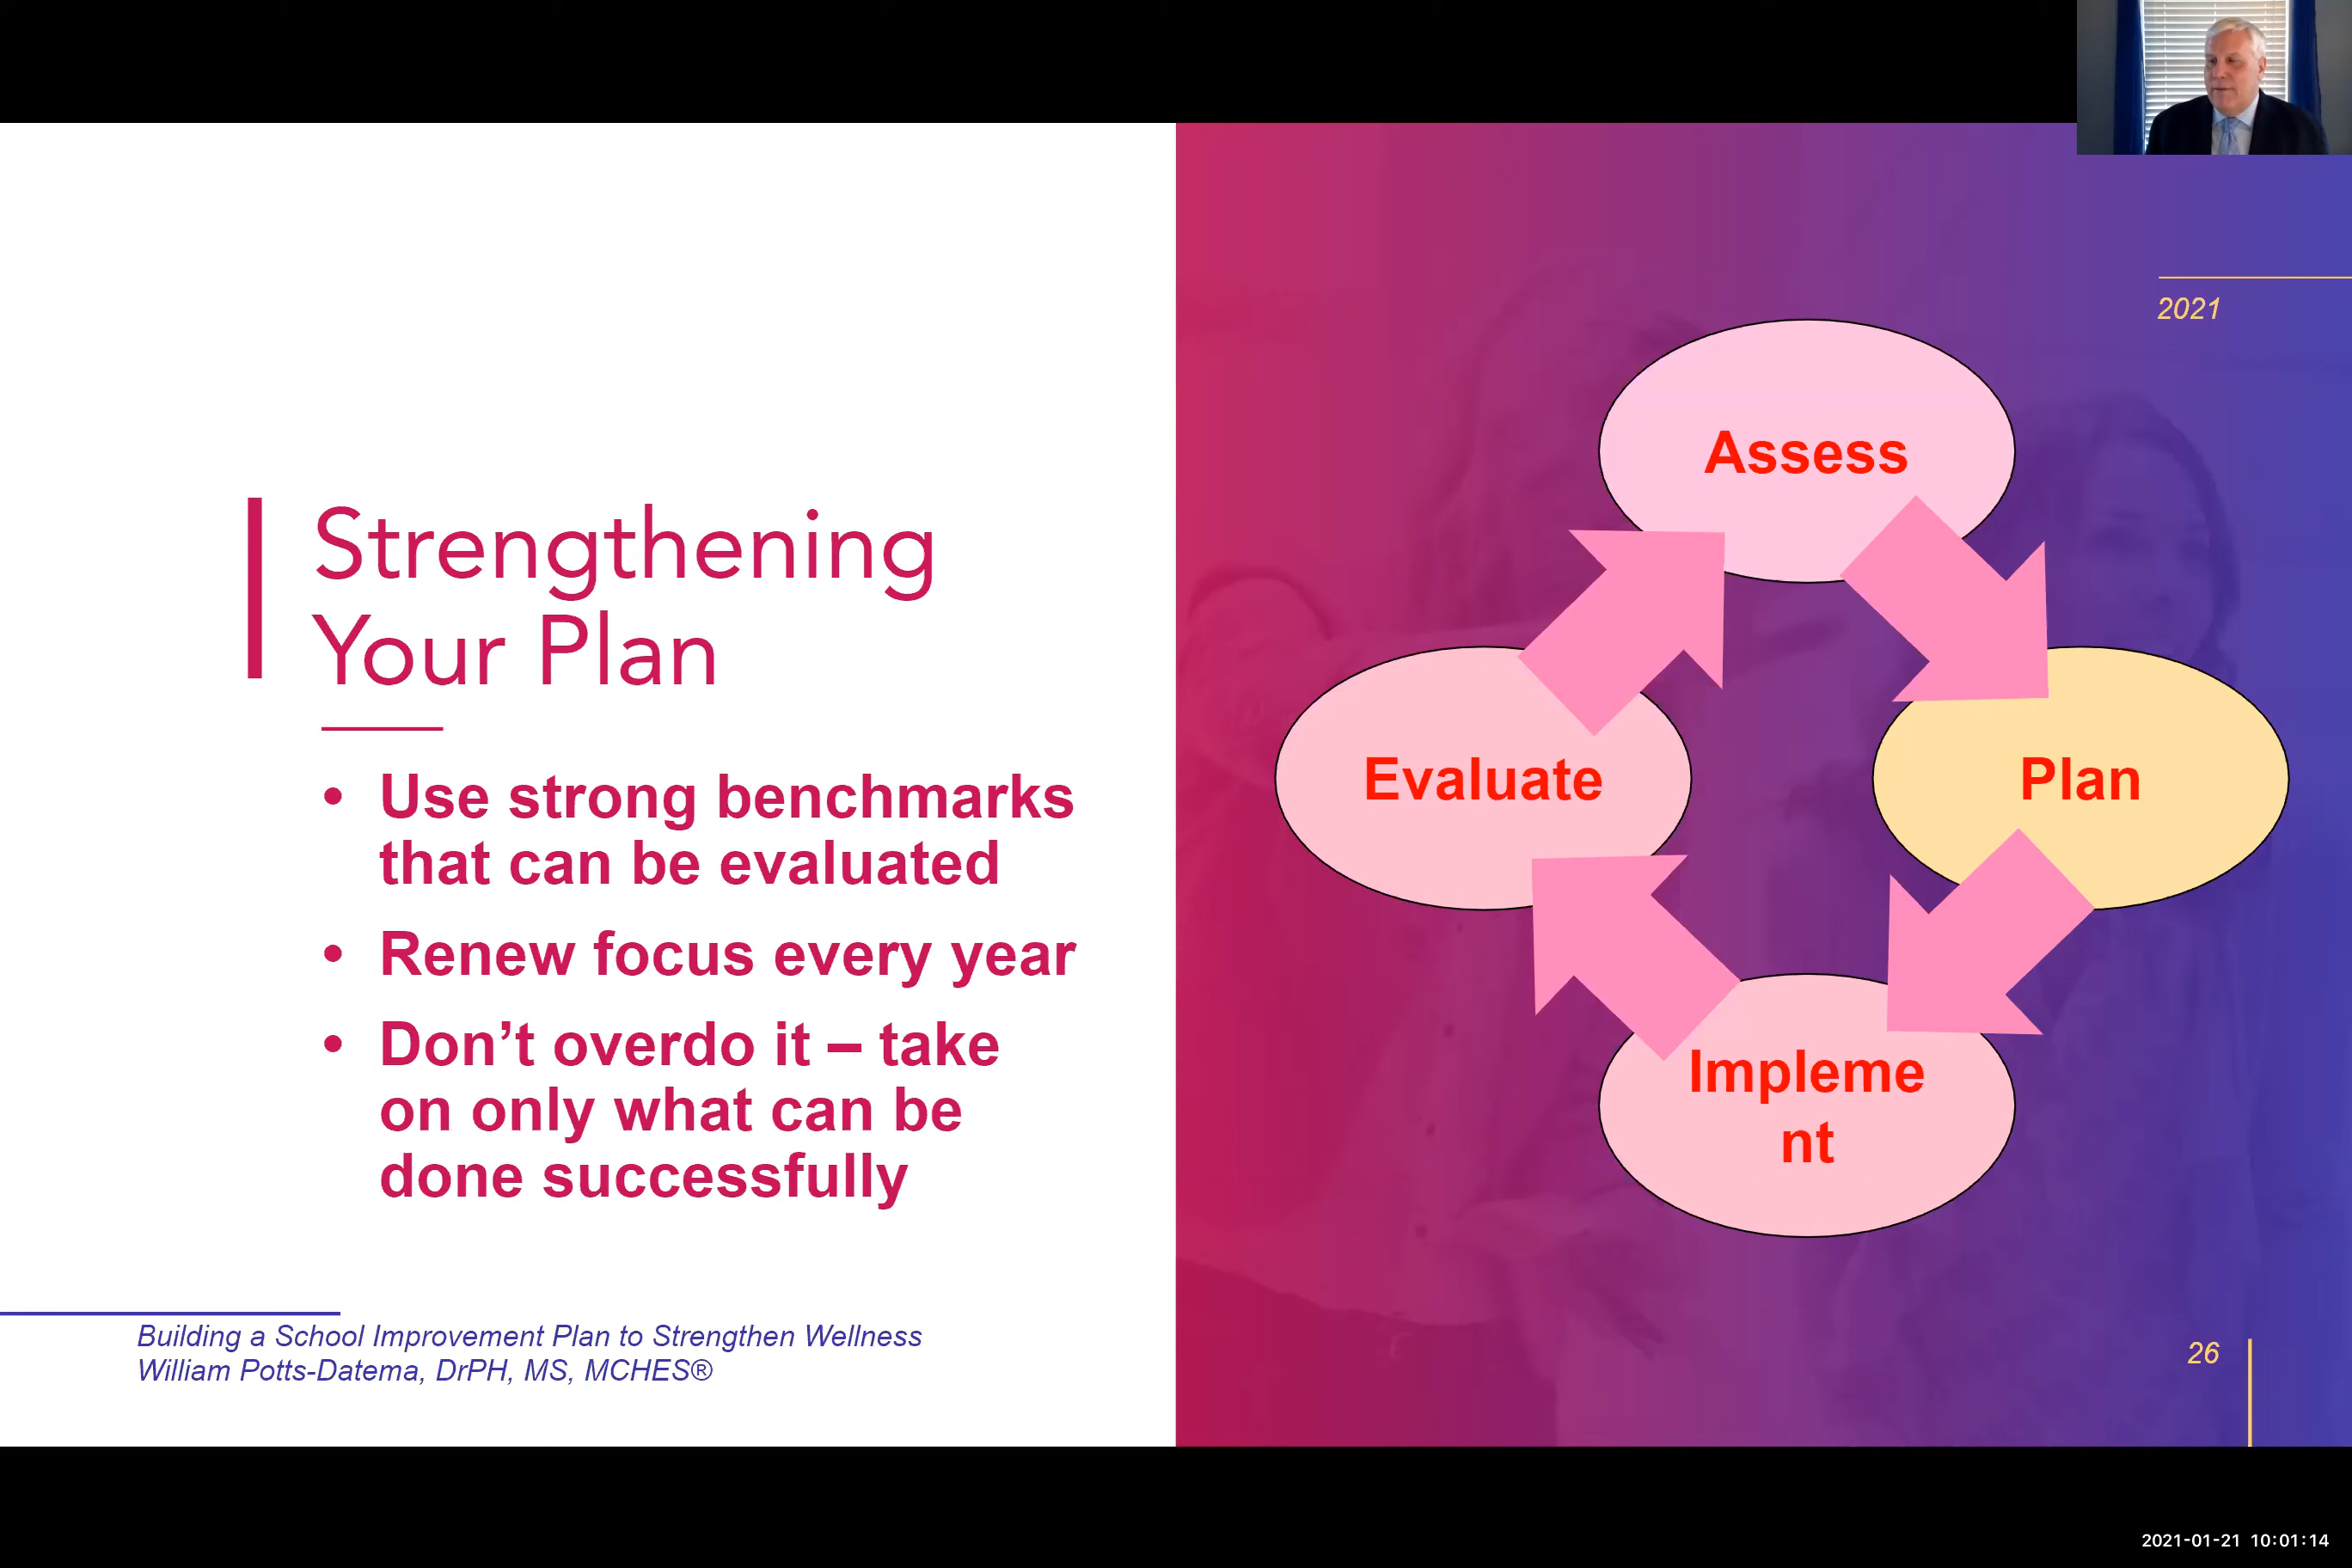 2021
Strengthening
Your Plan
• Use strong benchmarks
that can be evaluated
• Renew focus every year
• Don’t overdo it – take
on only what can be
done successfully
Assess
Plan
Impleme
nt
Evaluate
Building a School Improvement Plan to Strengthen Wellness
William Potts-Datema, DrPH, MS, MCHES®
26
2021-01-21 10:01:14